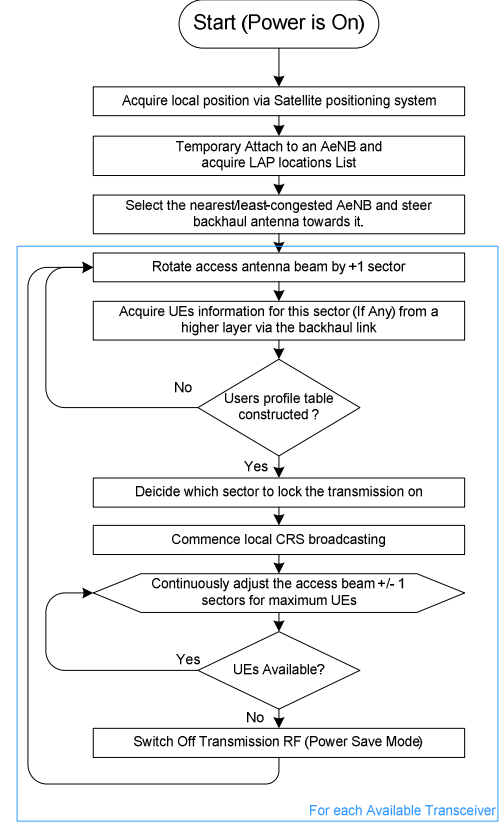 Start (Power is On)
Acquire local position via Satellite positioning system
Temporary Attach to an AeNB and
acquire LAP locations List
Select the nearest/least-congested AeNB and steer
backhaul antenna towards it.
Rotate access antenna beam by +1 sector
Acquire UEs information for this sector (If Any) from a
higher layer via the backhaul link
No
Users profile table
constructed ?
Yes
Deicide which sector to lock the transmission on
Commence local CRS broadcasting
Continuously adjust the access beam +/- 1
sectors for maximum UEs
Yes
UEs Available?
No
Switch Off Transmission RF (Power Save Mode)
For each Available Transceiver